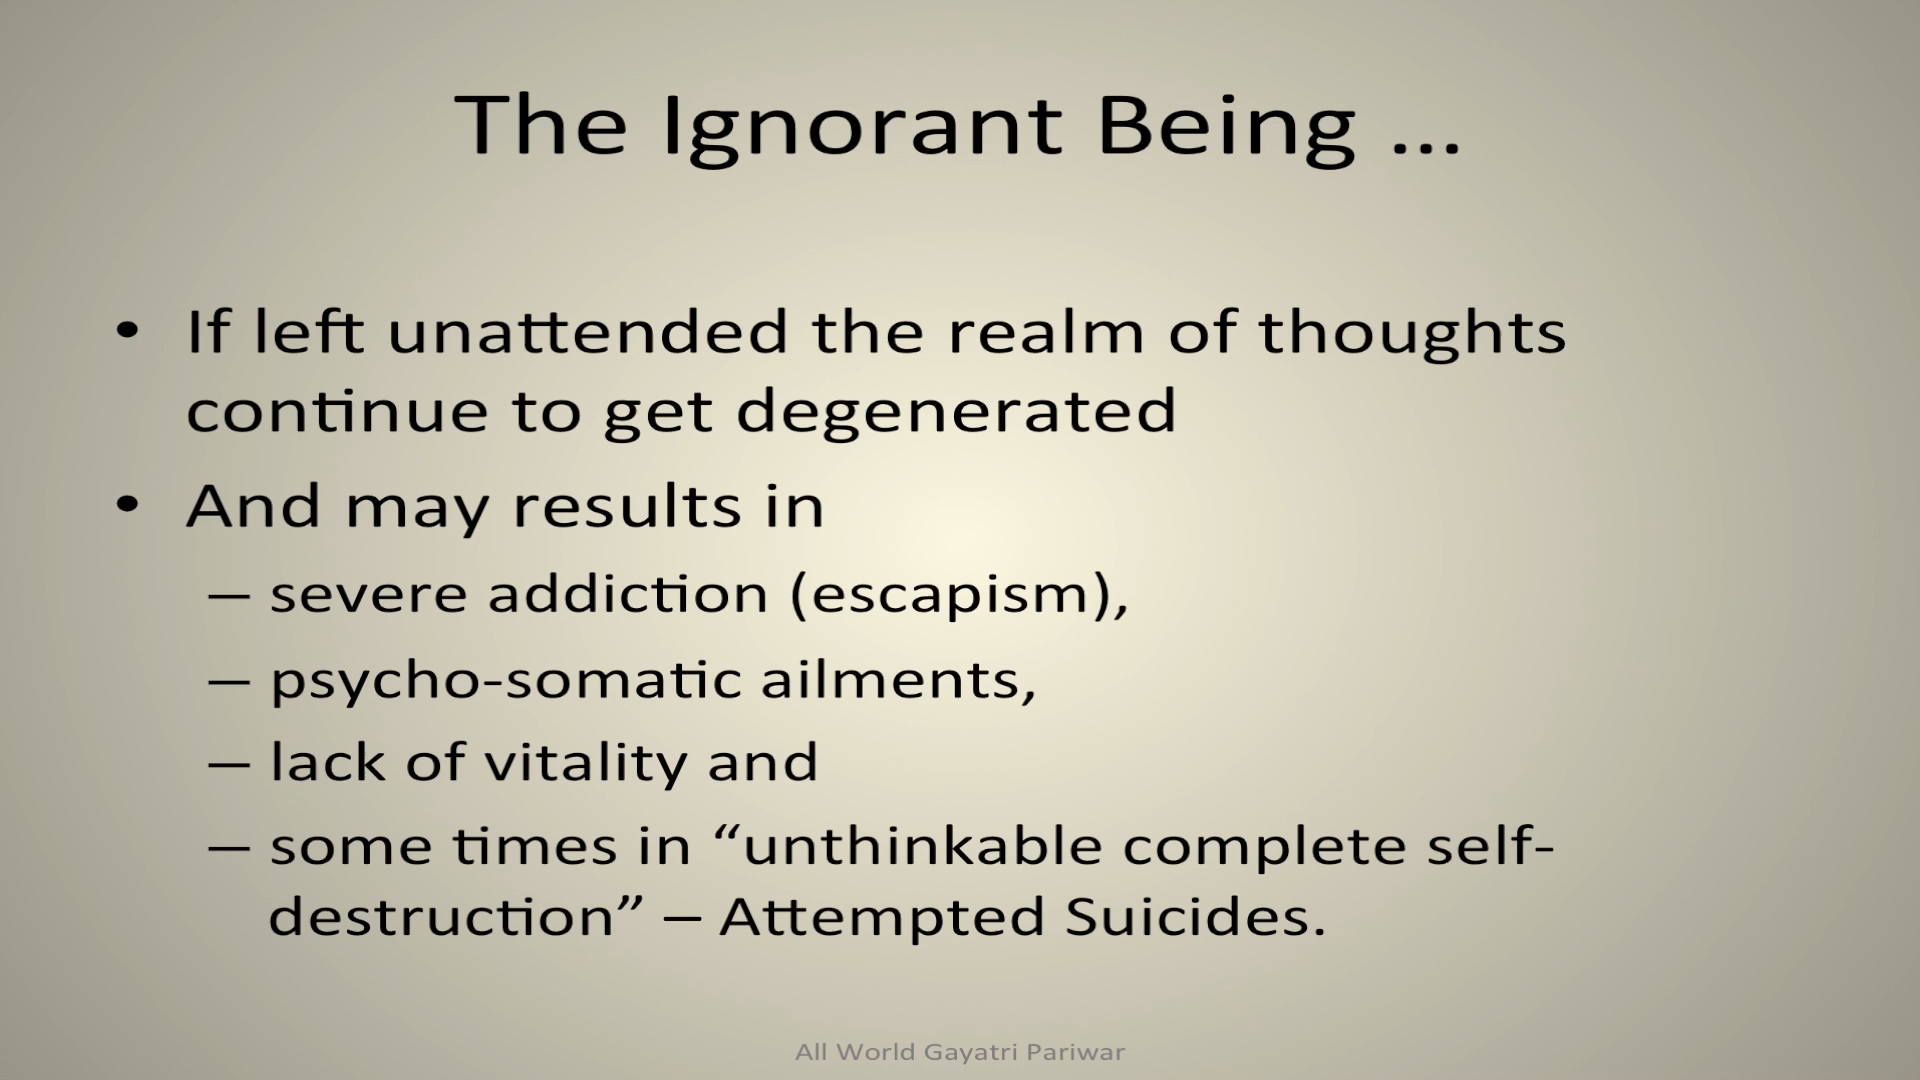 The Ignorant Being ...
• If left unattended the realm of thoughts
continue to get degenerated
• And may results in
– severe addiction (escapism),
– psycho-somatic ailments,
– lack of vitality and
– some times in “unthinkable complete self-
destruction” – Attempted Suicides.
All World Gayatri Pariwar